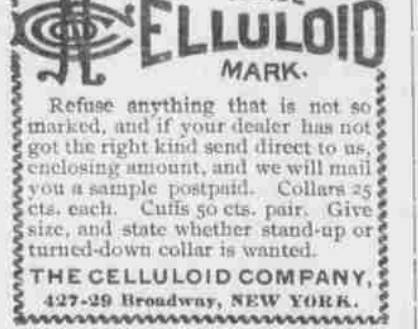 CELLULOID
MARK.
Refuse anything that is not so
marked, and if your dealer has not
got the right kind send direct to us,
enclosing amount, and we will mail
you a sample postpaid. Collars 25
cts. each. Cuffs 50 cts. pair. Give
size, and state whether stand-up or
turned-down collar is wanted.
THE CELLULOID COMPANY,
427-29 Broadway, NEW YORK.